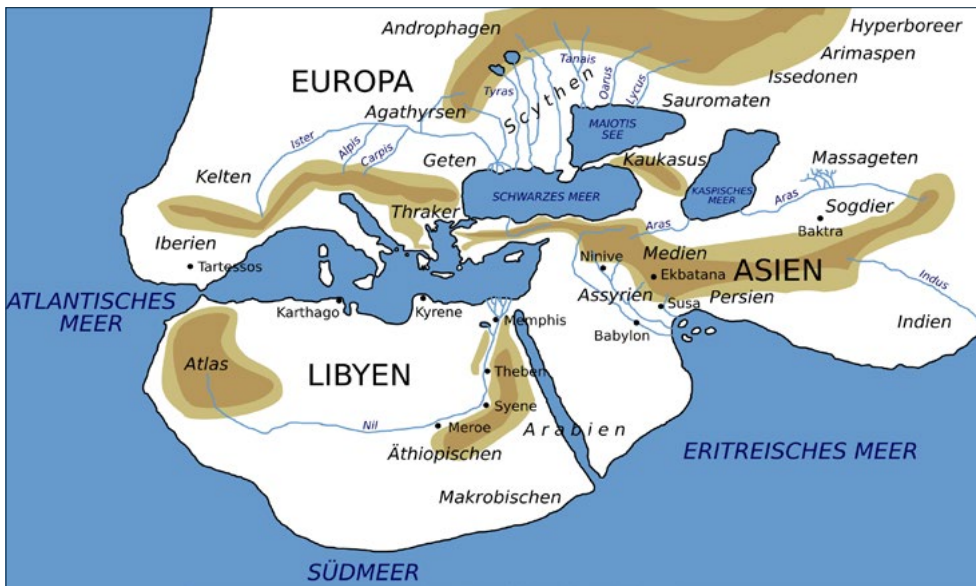 Androphagen
Hyperboreer
Arimaspen
Issedonen
EUROPA
Tanais
Oarus
Lycus
Tyras
Scythen
Sauromaten
Agathyrsen
MAIOTIS
SEE
Ister
Alpis
Carpis
Geten
Kaukasus
Massageten
Kelten
SCHWARZES MEER
KASPISCHES
MEER
Aras
Sogdier
Thraker
Aras
Baktra
Iberien
Tartessos
Ninive
Medien
Ekbatana
ASIEN
Indus
ATLANTISCHES
MEER
Karthago
Kyrene
Memphis
Assyrien
Susa
Persien
Babylon
Indien
Atlas
LIBYEN
Theben
Syene
Nil
Meroe
Arabien
Äthiopischen
ERITREISCHES MEER
Makrobischen
SÜDMEER